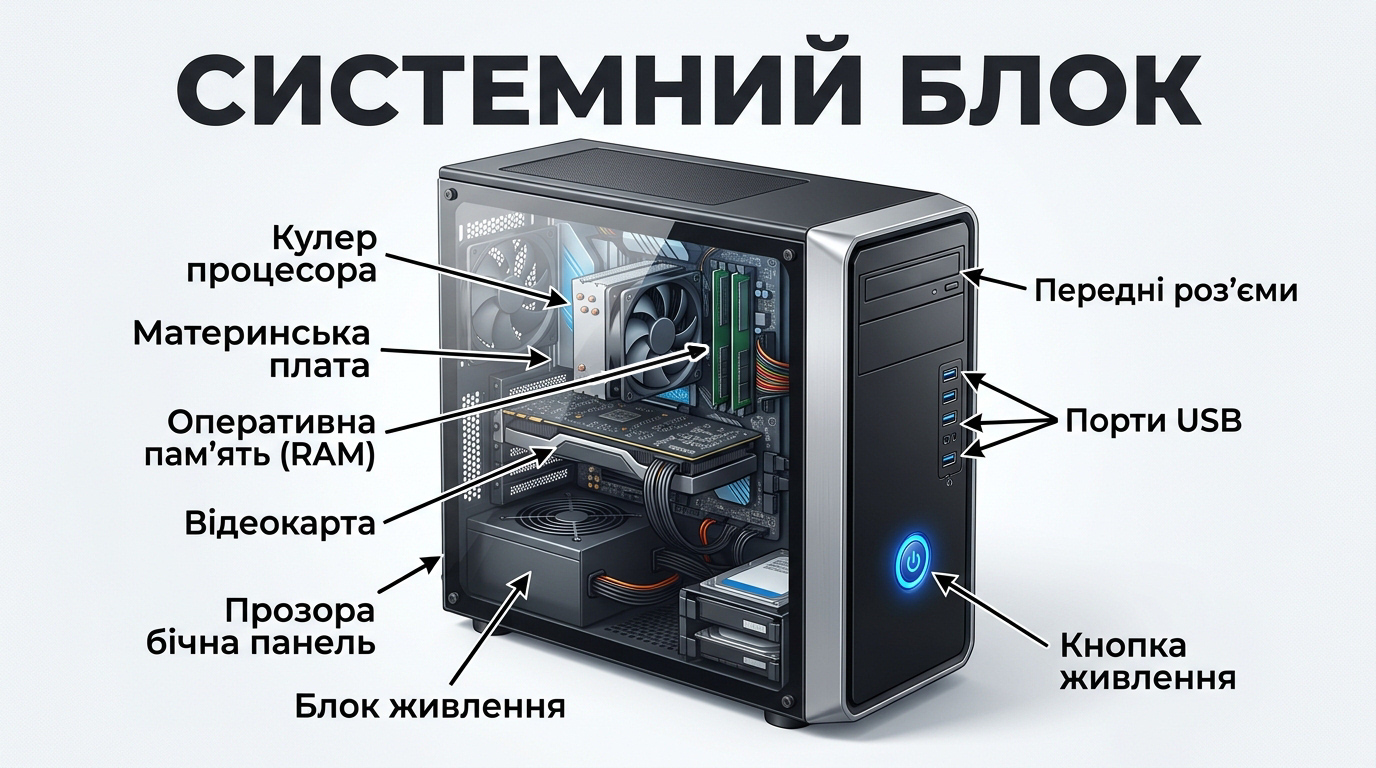 СИСТЕМНИЙ БЛОК
Кулер
процесора
Материнська
плата
Оперативна
пам’ять (RAM)
Відеокарта
Прозора
бічна панель
Блок живлення
Передні роз’єми
Порти USB
Кнопка
живлення